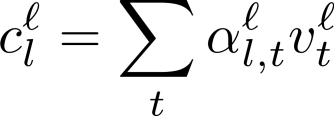 c_l^ℓ = ∑_t α_{l,t}^ℓ v_t^ℓ